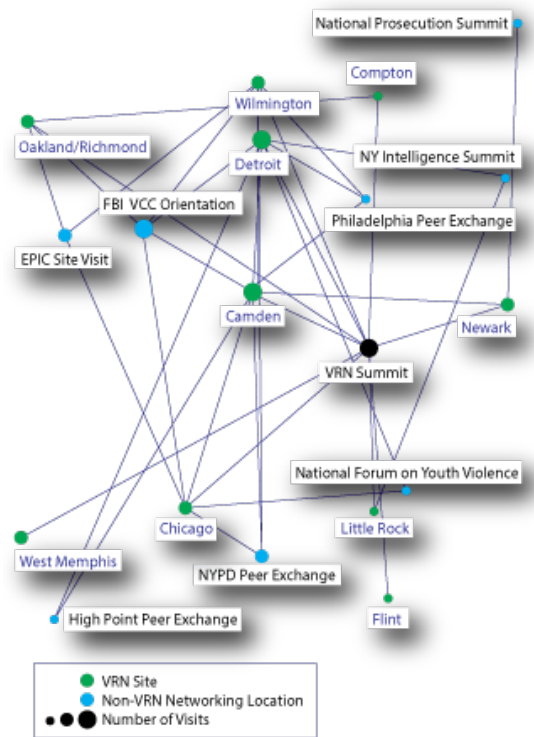 National Prosecution Summit
Compton
Wilmington
Oakland/Richmond
Detroit
NY Intelligence Summit
FBI VCC Orientation
Philadelphia Peer Exchange
EPIC Site Visit
Camden
Newark
VRN Summit
National Forum on Youth Violence
Chicago
Little Rock
West Memphis
NYPD Peer Exchange
High Point Peer Exchange
Flint
VRN Site
Non-VRN Networking Location
Number of Visits